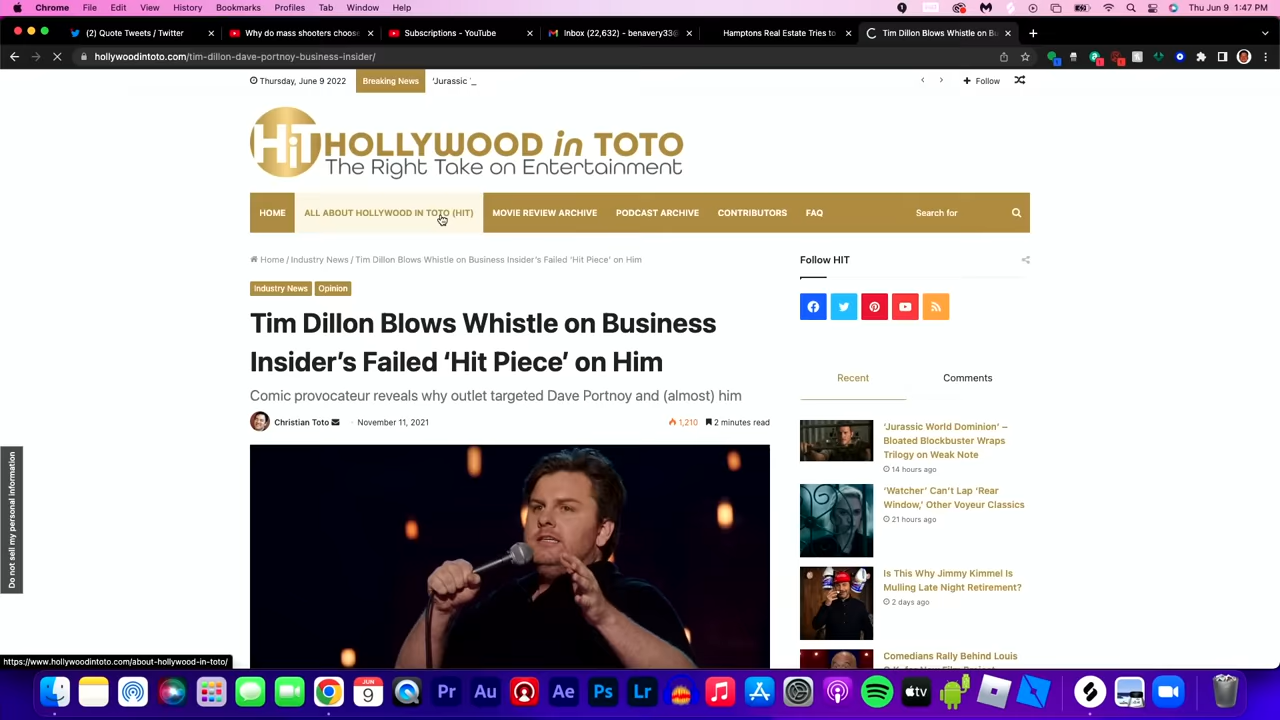 Chrome File Edit View History Bookmarks Profiles Tab Window Help Thu Jun 9 1:47 PM
(2) Quote Tweets / Twitter × Why do mass shooters choose × Subscriptions - YouTube × Inbox (22,632) - benavery33@ × Hamptons Real Estate Tries to × Tim Dillon Blows Whistle on B × +
hollywoodintoto.com/tim-dillon-dave-portnoy-business-insider/
Thursday, June 9 2022 Breaking News 'Jurassic _ Follow
HiT HOLLYWOOD in TOTO
The Right Take on Entertainment
HOME ALL ABOUT HOLLYWOOD IN TOTO (HIT) MOVIE REVIEW ARCHIVE PODCAST ARCHIVE CONTRIBUTORS FAQ Search for
Home / Industry News / Tim Dillon Blows Whistle on Business Insider's Failed 'Hit Piece' on Him
Industry News Opinion
Tim Dillon Blows Whistle on Business
Insider's Failed 'Hit Piece' on Him
Comic provocateur reveals why outlet targeted Dave Portnoy and (almost) him
Christian Toto November 11, 2021 1,210 2 minutes read
Follow HIT
Recent Comments
'Jurassic World Dominion' –
Bloated Blockbuster Wraps
Trilogy on Weak Note
14 hours ago
'Watcher' Can't Lap 'Rear
Window,' Other Voyeur Classics
21 hours ago
Is This Why Jimmy Kimmel Is
Mulling Late Night Retirement?
2 days ago
Comedians Rally Behind Louis
Do not sell my personal information
https://www.hollywoodintoto.com/about-hollywood-in-toto/
JUN
9
Pr Au Ae Ps Lr tv